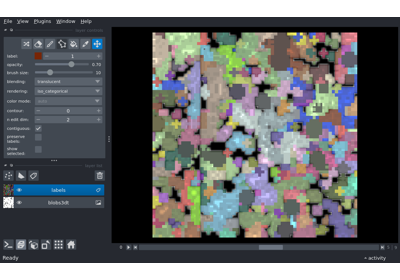 File View Plugins Window Help
label: 1
opacity: 0.70
brush size: 10
blending: translucent
rendering: iso_categorical
color mode:
contour: 0
n edit dim: 2
contiguous:
preserve
labels:
show
selected:
labels
blobs3dt
0
Ready
activity